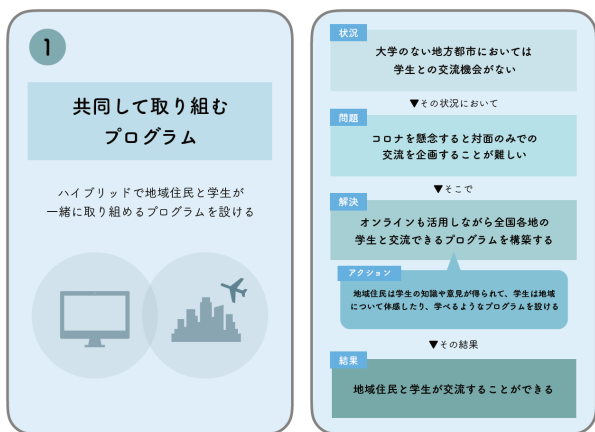 1
共同して取り組む
プログラム
ハイブリッドで地域住民と学生が
一緒に取り組めるプログラムを設ける
状況
大学のない地方都市においては
学生との交流機会がない
▼その状況において
問題
コロナを懸念すると対面のみでの
交流を企画することが難しい
▼そこで
解決
オンラインも活用しながら全国各地の
学生と交流できるプログラムを構築する
アクション
地域住民は学生の知識や意見が得られて、学生は地域
について体感したり、学べるようなプログラムを設ける
▼その結果
結果
地域住民と学生が交流することができる